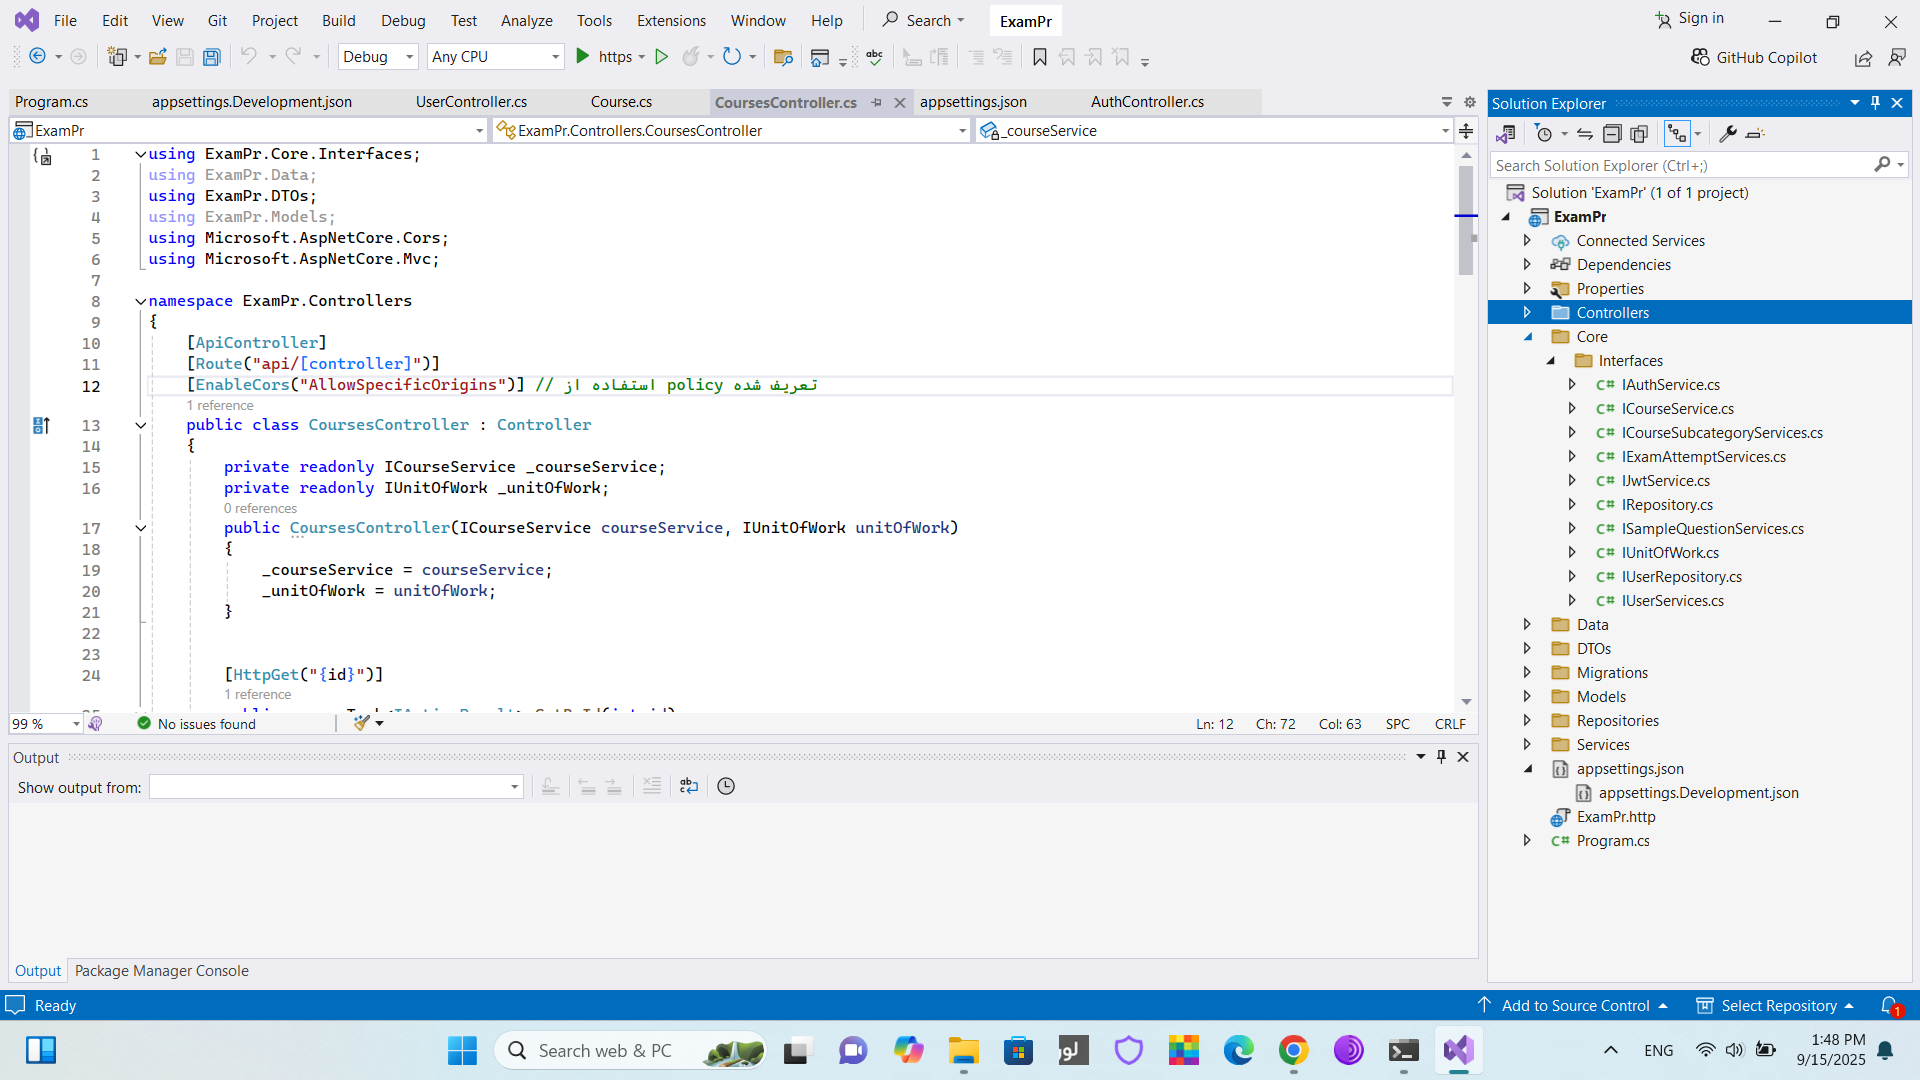 File Edit View Git Project Build Debug Test Analyze Tools Extensions Window Help Search ExamPr Sign in
Debug Any CPU https GitHub Copilot
Program.cs appsettings.Development.json UserController.cs Course.cs CoursesController.cs appsettings.json AuthController.cs
ExamPr ExamPr.Controllers.CoursesController _courseService
1 using ExamPr.Core.Interfaces;
2 using ExamPr.Data;
3 using ExamPr.DTOs;
4 using ExamPr.Models;
5 using Microsoft.AspNetCore.Cors;
6 using Microsoft.AspNetCore.Mvc;
7
8 namespace ExamPr.Controllers
9 {
10 [ApiController]
11 [Route("api/[controller]")]
12 [EnableCors("AllowSpecificOrigins")] // استفاده از policy تعریف شده
1 reference
13 public class CoursesController : Controller
14 {
15 private readonly ICourseService _courseService;
16 private readonly IUnitOfWork _unitOfWork;
0 references
17 public CoursesController(ICourseService courseService, IUnitOfWork unitOfWork)
18 {
19 _courseService = courseService;
20 _unitOfWork = unitOfWork;
21 }
22
23
24 [HttpGet("{id}")]
1 reference
99 % No issues found Ln: 12 Ch: 72 Col: 63 SPC CRLF
Output
Show output from:
Output Package Manager Console
Solution Explorer
Search Solution Explorer (Ctrl+;)
Solution 'ExamPr' (1 of 1 project)
ExamPr
Connected Services
Dependencies
Properties
Controllers
Core
Interfaces
C# IAuthService.cs
C# ICourseService.cs
C# ICourseSubcategoryServices.cs
C# IExamAttemptServices.cs
C# IJwtService.cs
C# IRepository.cs
C# ISampleQuestionServices.cs
C# IUnitOfWork.cs
C# IUserRepository.cs
C# IUserServices.cs
Data
DTOs
Migrations
Models
Repositories
Services
appsettings.json
appsettings.Development.json
ExamPr.http
C# Program.cs
Ready Add to Source Control Select Repository 1
Search web & PC لور ENG 1:48 PM
9/15/2025